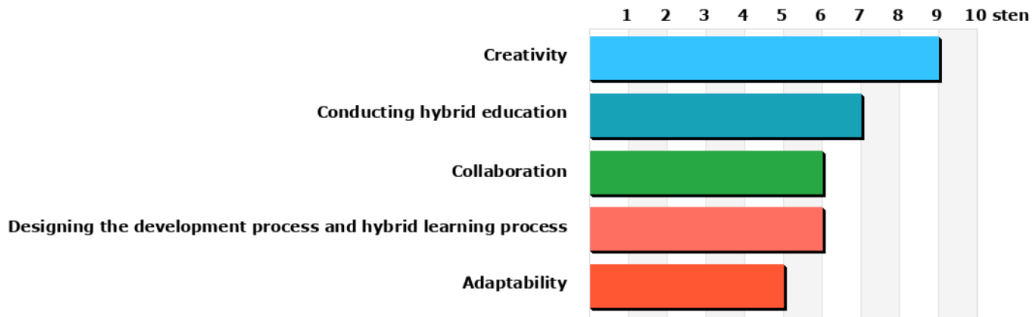 1 2 3 4 5 6 7 8 9 10 sten
Creativity
Conducting hybrid education
Collaboration
Designing the development process and hybrid learning process
Adaptability